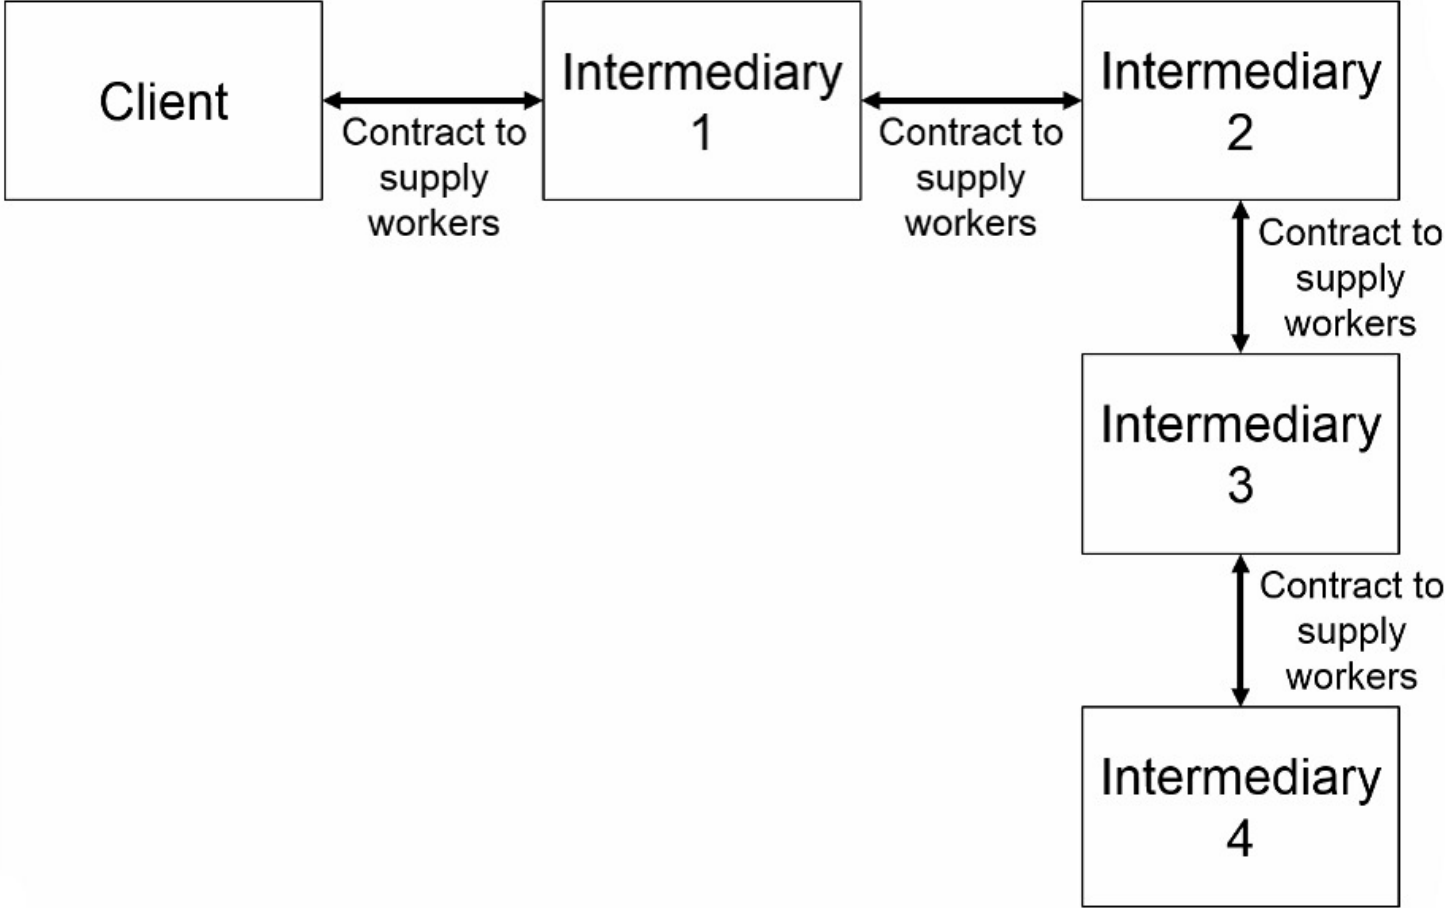 Client
Contract to
supply
workers
Intermediary
1
Contract to
supply
workers
Intermediary
2
Contract to
supply
workers
Intermediary
3
Contract to
supply
workers
Intermediary
4